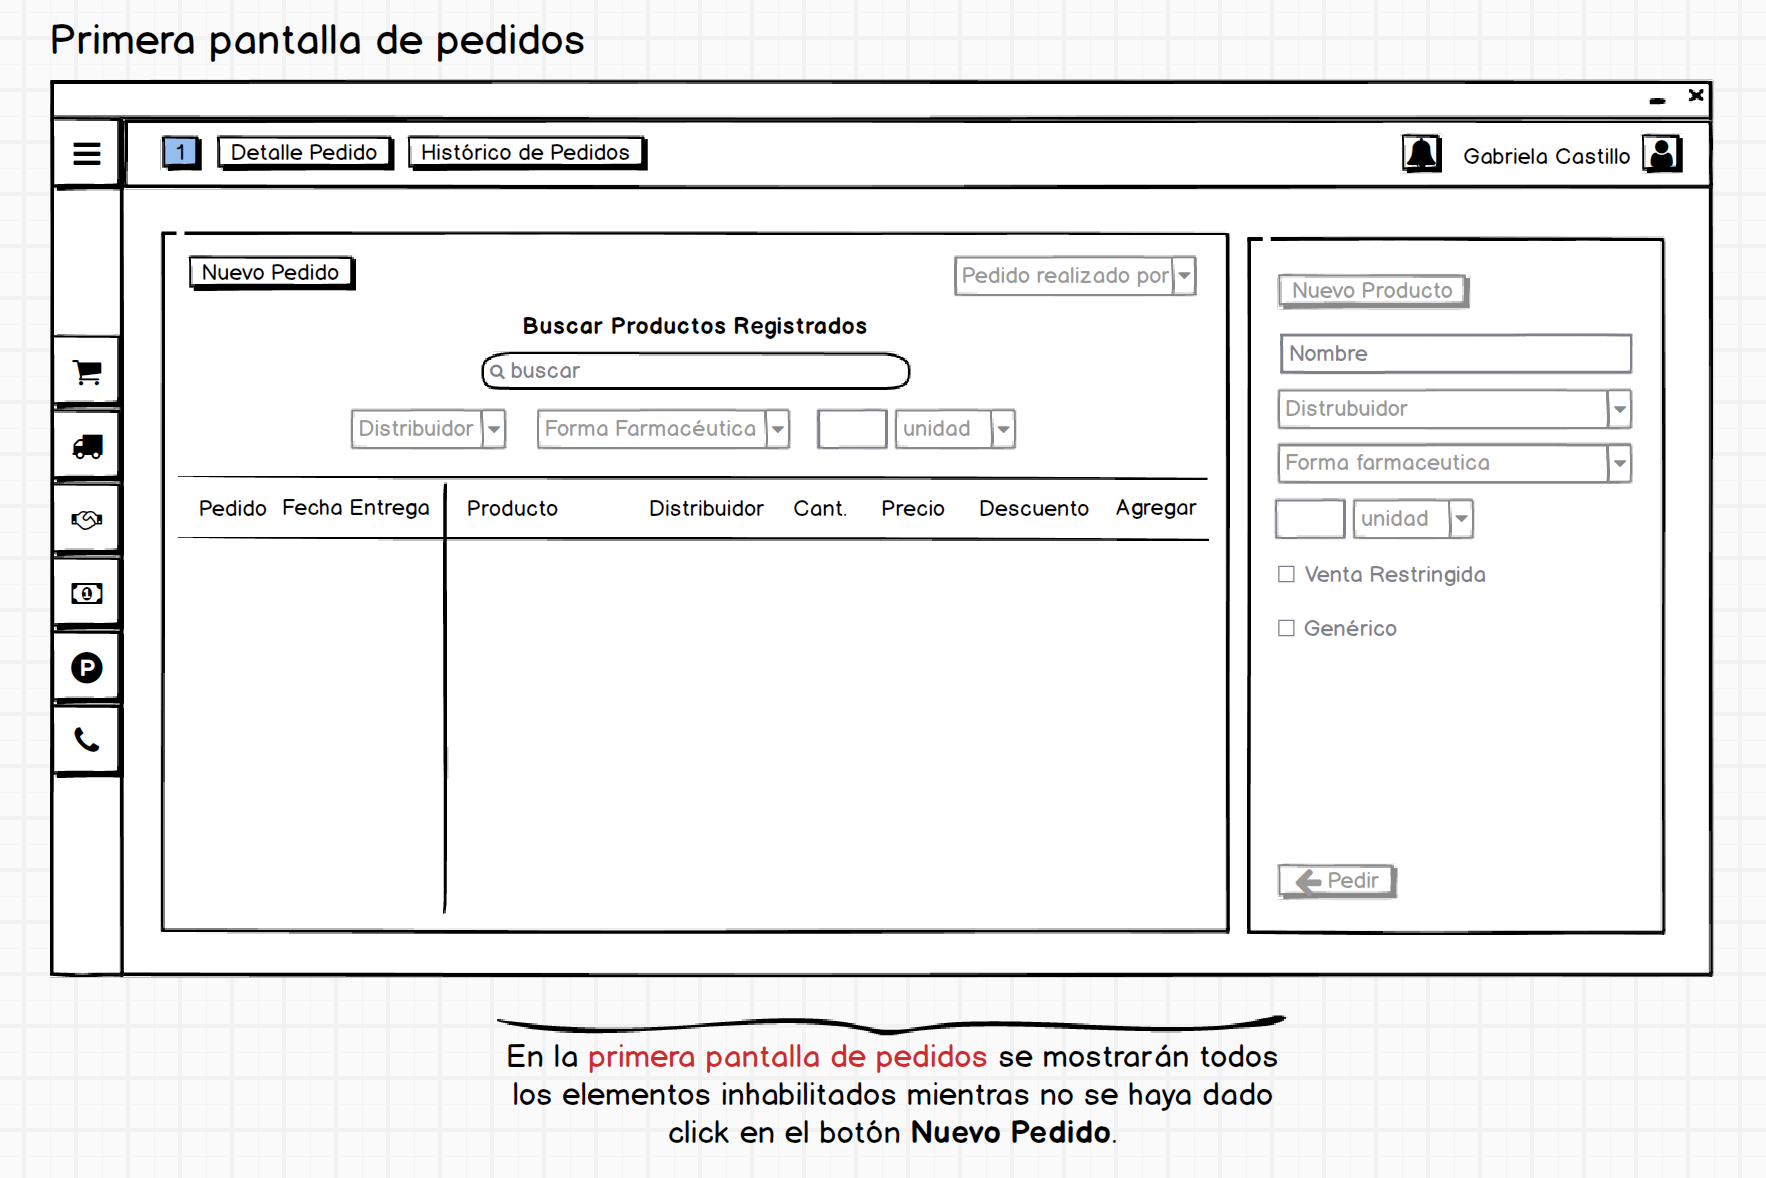 Primera pantalla de pedidos
1 Detalle Pedido Histórico de Pedidos Gabriela Castillo
Nuevo Pedido Pedido realizado por
Buscar Productos Registrados
buscar
Distribuidor Forma Farmacéutica unidad
Pedido Fecha Entrega Producto Distribuidor Cant. Precio Descuento Agregar
Nuevo Producto
Nombre
Distrubuidor
Forma farmaceutica
unidad
Venta Restringida
Genérico
Pedir
P
En la primera pantalla de pedidos se mostrarán todos
los elementos inhabilitados mientras no se haya dado
click en el botón Nuevo Pedido.